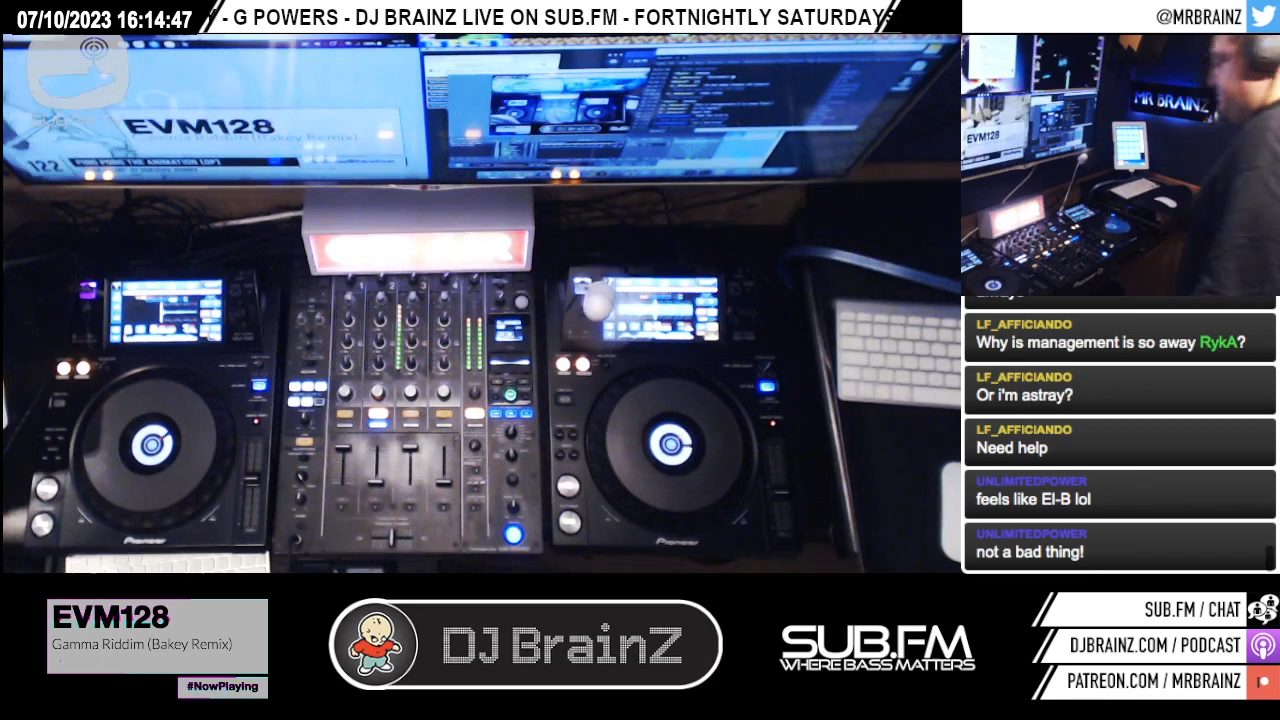 07/10/2023 16:14:47
- G POWERS - DJ BRAINZ LIVE ON SUB.FM - FORTNIGHTLY SATURDAYS
@MRBRAINZ
EVM128
122
MR BRAINZ
EVM128
LF_AFFICIANDO
Why is management is so away RykA?
LF_AFFICIANDO
Or i'm astray?
LF_AFFICIANDO
Need help
UNLIMITEDPOWER
feels like El-B lol
UNLIMITEDPOWER
not a bad thing!
Pioneer
Pioneer
EVM128
Gamma Riddim (Bakey Remix)
#NowPlaying
DJ BrainZ
SUB.FM
WHERE BASS MATTERS
SUB.FM / CHAT
DJBRAINZ.COM / PODCAST
PATREON.COM / MRBRAINZ